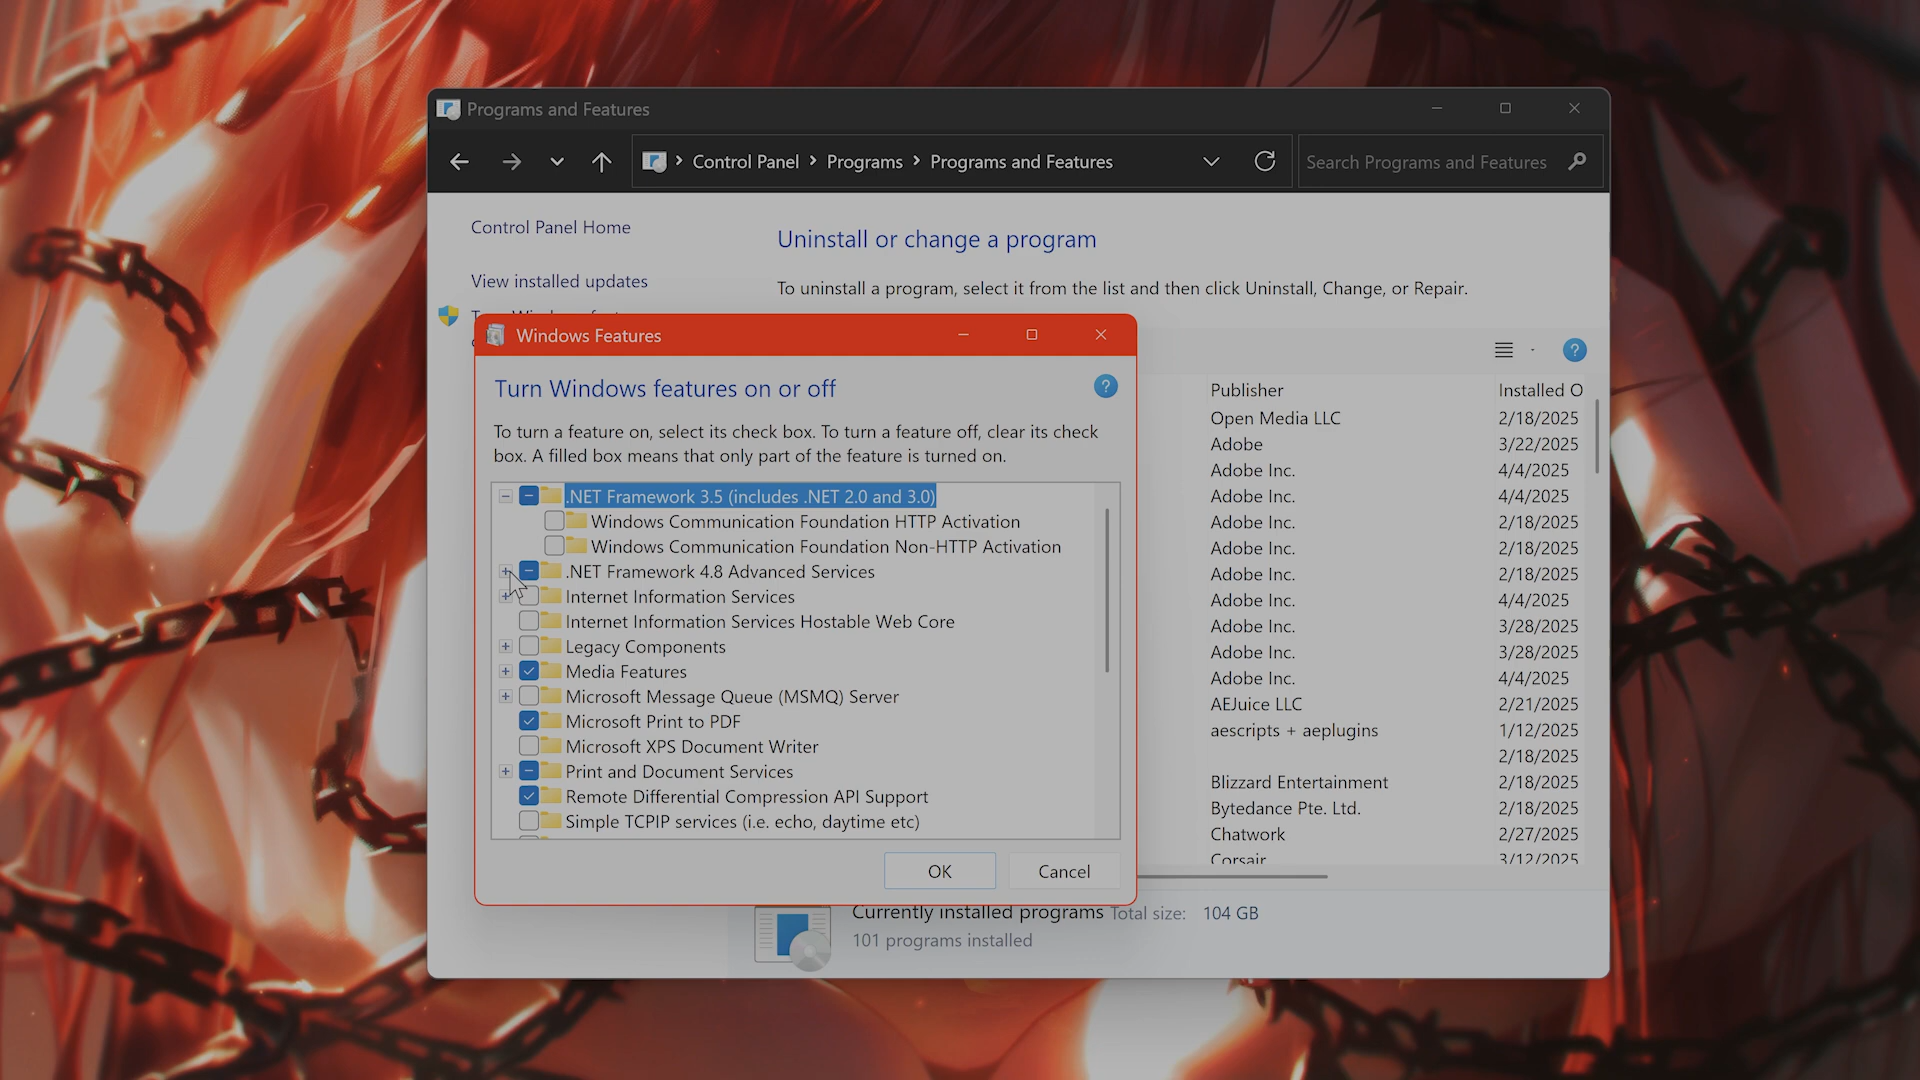 Programs and Features
Control Panel > Programs > Programs and Features
Search Programs and Features
Control Panel Home
View installed updates
Uninstall or change a program
To uninstall a program, select it from the list and then click Uninstall, Change, or Repair.
Windows Features
Turn Windows features on or off
To turn a feature on, select its check box. To turn a feature off, clear its check
box. A filled box means that only part of the feature is turned on.
.NET Framework 3.5 (includes .NET 2.0 and 3.0)
Windows Communication Foundation HTTP Activation
Windows Communication Foundation Non-HTTP Activation
.NET Framework 4.8 Advanced Services
Internet Information Services
Internet Information Services Hostable Web Core
Legacy Components
Media Features
Microsoft Message Queue (MSMQ) Server
Microsoft Print to PDF
Microsoft XPS Document Writer
Print and Document Services
Remote Differential Compression API Support
Simple TCPIP services (i.e. echo, daytime etc)
OK
Cancel
Publisher Installed O
Open Media LLC 2/18/2025
Adobe 3/22/2025
Adobe Inc. 4/4/2025
Adobe Inc. 4/4/2025
Adobe Inc. 2/18/2025
Adobe Inc. 2/18/2025
Adobe Inc. 2/18/2025
Adobe Inc. 4/4/2025
Adobe Inc. 3/28/2025
Adobe Inc. 3/28/2025
Adobe Inc. 4/4/2025
AEJuice LLC 2/21/2025
aescripts + aeplugins 1/12/2025
2/18/2025
Blizzard Entertainment 2/18/2025
Bytedance Pte. Ltd. 2/18/2025
Chatwork 2/27/2025
Corsair 3/12/2025
Currently installed programs Total size: 104 GB
101 programs installed